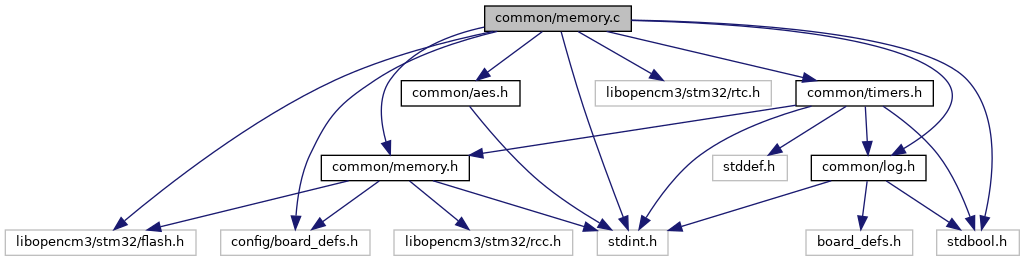 common/memory.c
common/aes.h
libopencm3/stm32/rtc.h
common/timers.h
common/memory.h
stddef.h
common/log.h
libopencm3/stm32/flash.h
config/board_defs.h
libopencm3/stm32/rcc.h
stdint.h
board_defs.h
stdbool.h